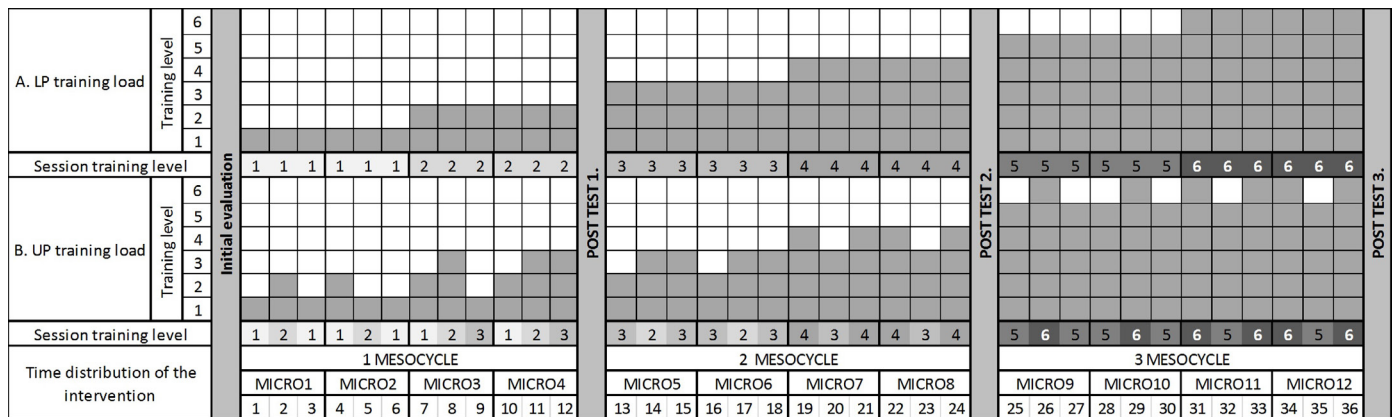 6
5
A. LP training load Training level 4
3
2
1
Session training level 1 1 1 1 1 1 2 2 2 2 2 2 3 3 3 3 3 3 4 4 4 4 4 4 5 5 5 5 5 5 6 6 6 6 6 6
Initial evaluation
POST TEST 1.
POST TEST 2.
POST TEST 3.
6
5
B. UP training load Training level 4
3
2
1
Session training level 1 2 1 1 2 1 1 2 3 1 2 3 3 2 3 3 2 3 4 3 4 4 3 4 5 6 5 5 6 5 6 5 6 6 5 6
Time distribution of the
intervention
1 MESOCYCLE 2 MESOCYCLE 3 MESOCYCLE
MICRO1 MICRO2 MICRO3 MICRO4 MICRO5 MICRO6 MICRO7 MICRO8 MICRO9 MICRO10 MICRO11 MICRO12
1 2 3 4 5 6 7 8 9 10 11 12 13 14 15 16 17 18 19 20 21 22 23 24 25 26 27 28 29 30 31 32 33 34 35 36